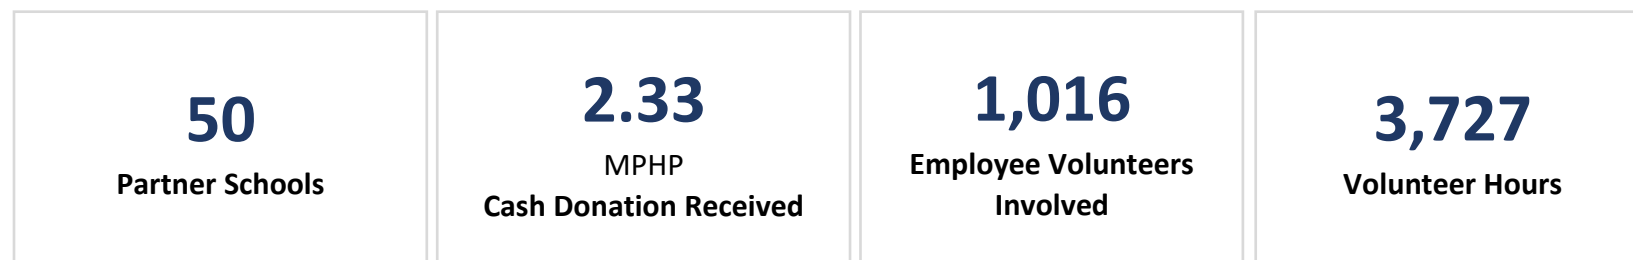 50
Partner Schools
2.33
MPHP
Cash Donation Received
1,016
Employee Volunteers
Involved
3,727
Volunteer Hours